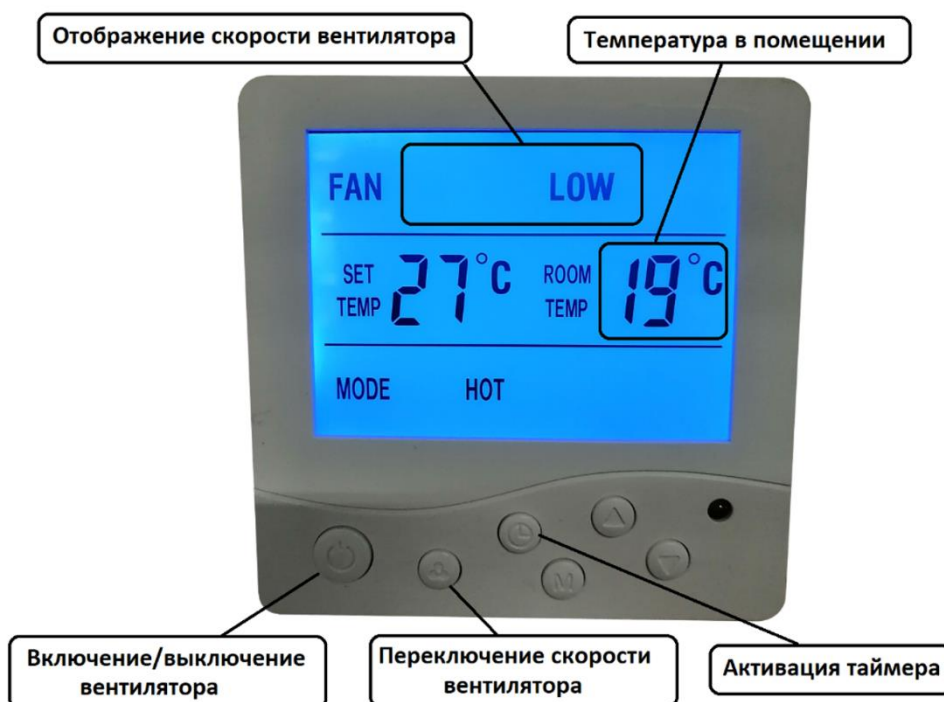 Отображение скорости вентилятора
Температура в помещении
FAN LOW
SET TEMP 27°C ROOM TEMP 19°C
MODE HOT
M
Включение/выключение
вентилятора
Переключение скорости
вентилятора
Активация таймера